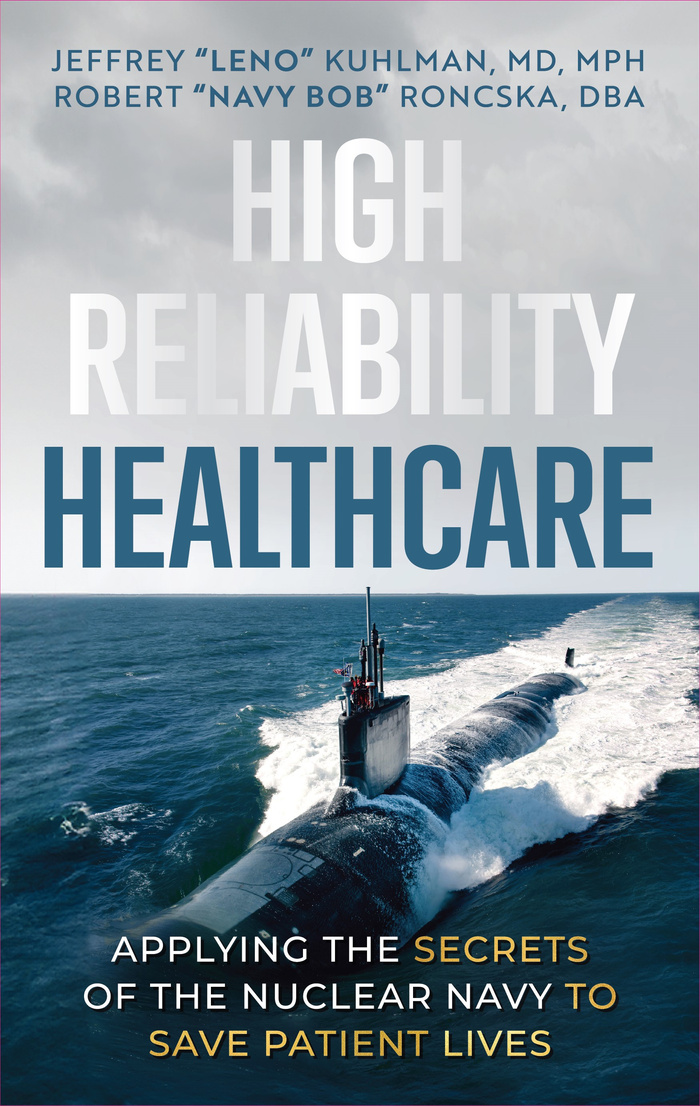 JEFFREY “LENO” KUHLMAN, MD, MPH
ROBERT “NAVY BOB” RONCSKA, DBA
HIGH
RELIABILITY
HEALTHCARE
APPLYING THE SECRETS
OF THE NUCLEAR NAVY TO
SAVE PATIENT LIVES